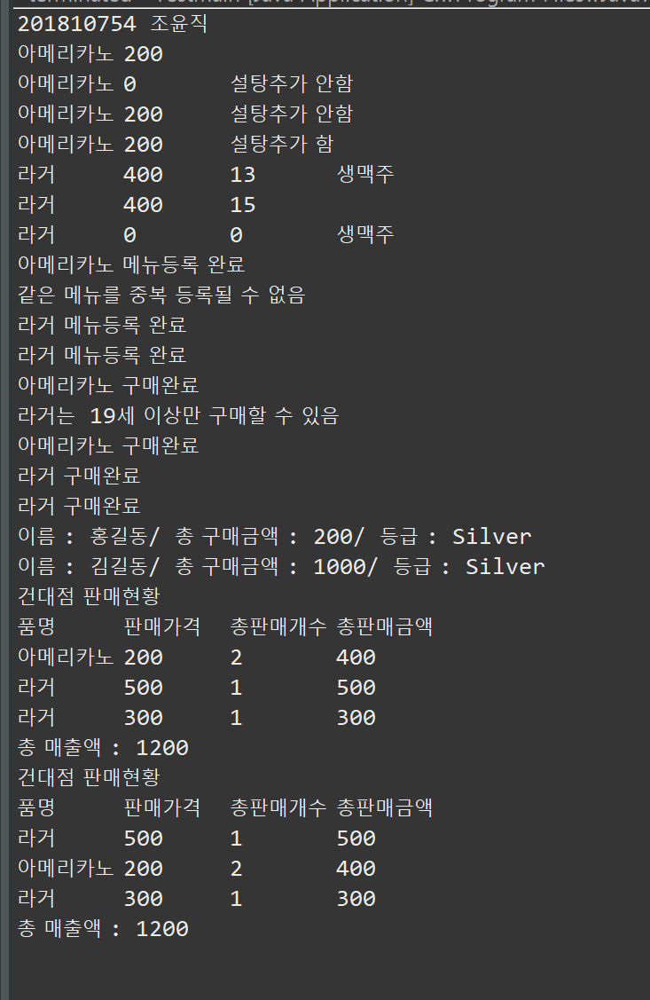 201810754 조윤직
아메리카노 200
아메리카노 0 설탕추가 안함
아메리카노 200 설탕추가 안함
아메리카노 200 설탕추가 함
라거 400 13 생맥주
라거 400 15
라거 0 0 생맥주
아메리카노 메뉴등록 완료
같은 메뉴를 중복 등록될 수 없음
라거 메뉴등록 완료
라거 메뉴등록 완료
아메리카노 구매완료
라거는 19세 이상만 구매할 수 있음
아메리카노 구매완료
라거 구매완료
라거 구매완료
이름 : 홍길동/ 총 구매금액 : 200/ 등급 : Silver
이름 : 김길동/ 총 구매금액 : 1000/ 등급 : Silver
건대점 판매현황
품명 판매가격 총판매개수 총판매금액
아메리카노 200 2 400
라거 500 1 500
라거 300 1 300
총 매출액 : 1200
건대점 판매현황
품명 판매가격 총판매개수 총판매금액
라거 500 1 500
아메리카노 200 2 400
라거 300 1 300
총 매출액 : 1200